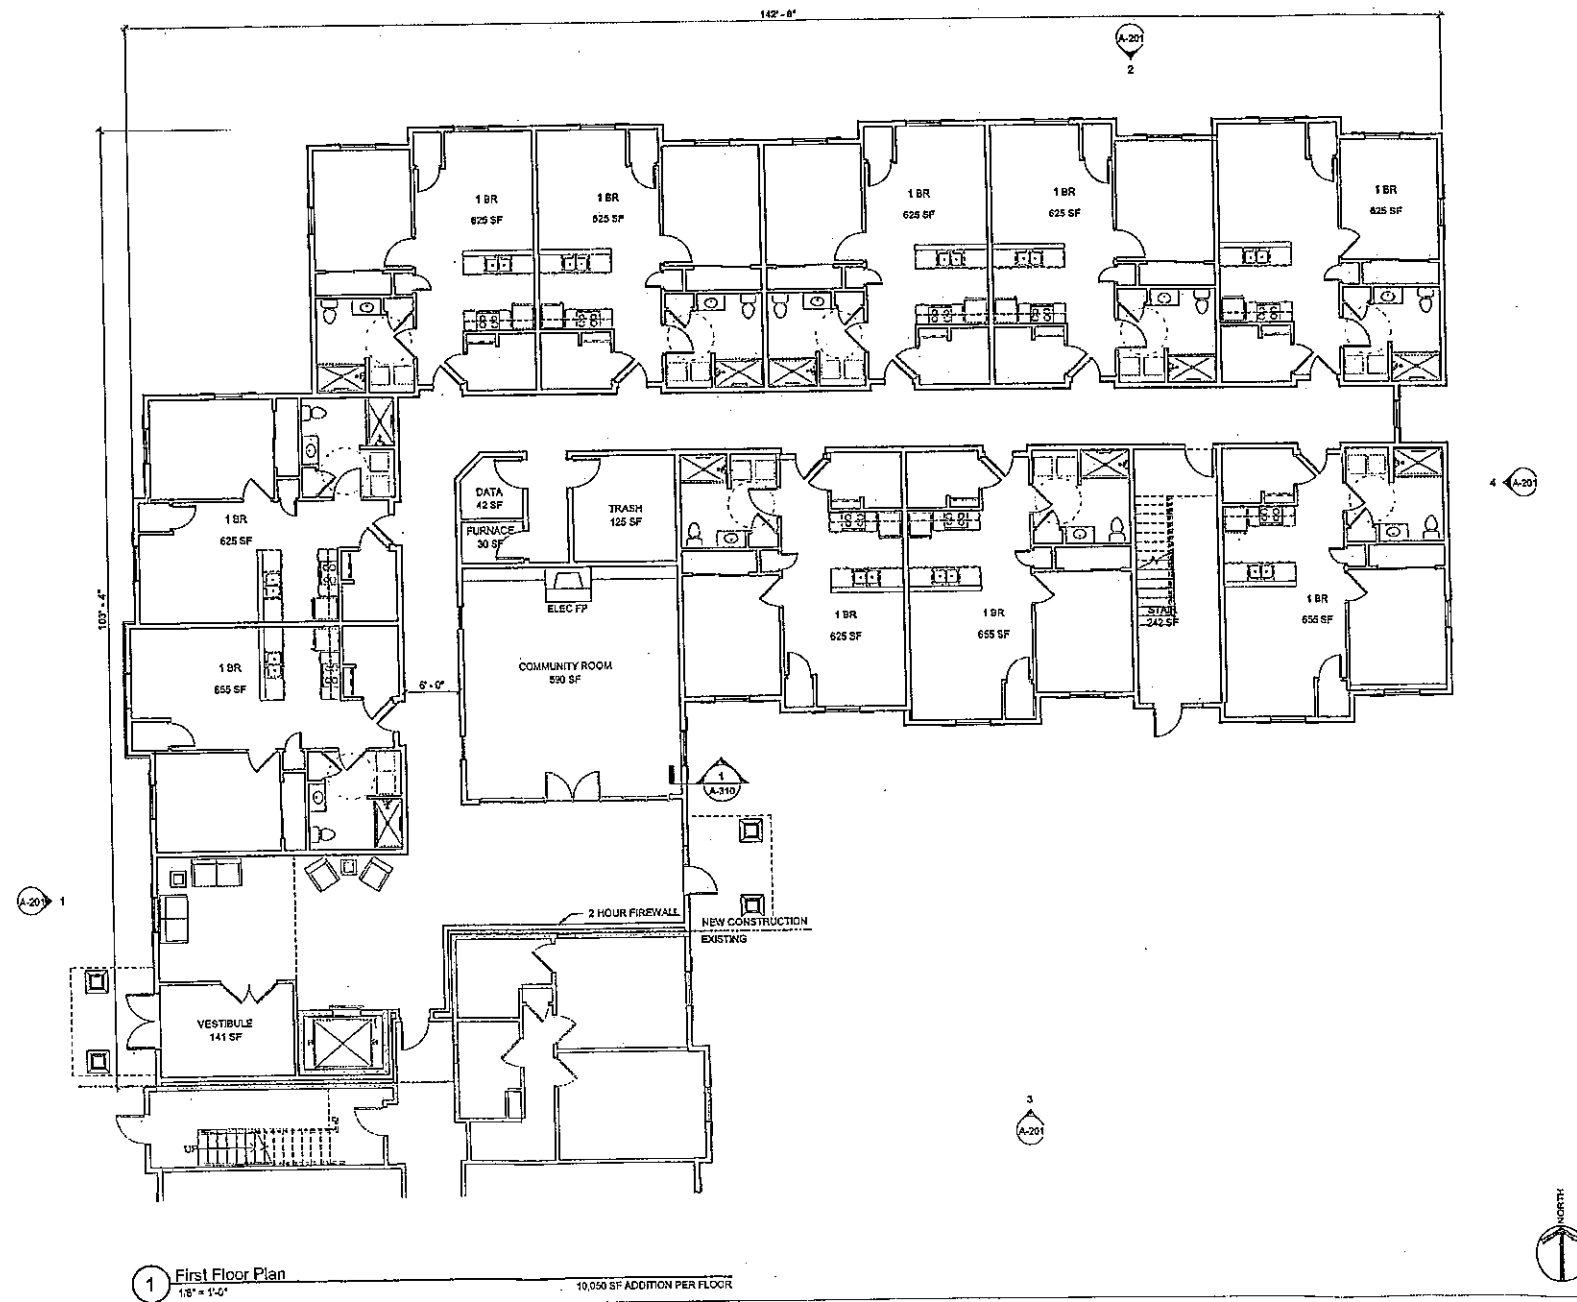 142'-8"
A-201
2
1 BR
625 SF
1 BR
625 SF
1 BR
625 SF
1 BR
625 SF
1 BR
625 SF
DATA
42 SF
FURNACE
30 SF
TRASH
125 SF
4
A-201
1 BR
625 SF
103'-4"
ELEC FP
1 BR
625 SF
1 BR
655 SF
STAIR
242 SF
1 BR
655 SF
1 BR
655 SF
6'-0"
COMMUNITY ROOM
590 SF
1
A-310
A-201
1
2 HOUR FIREWALL
NEW CONSTRUCTION
EXISTING
VESTIBULE
141 SF
UP
3
A-201
NORTH
1
First Floor Plan
1/8" = 1'-0"
10,050 SF ADDITION PER FLOOR